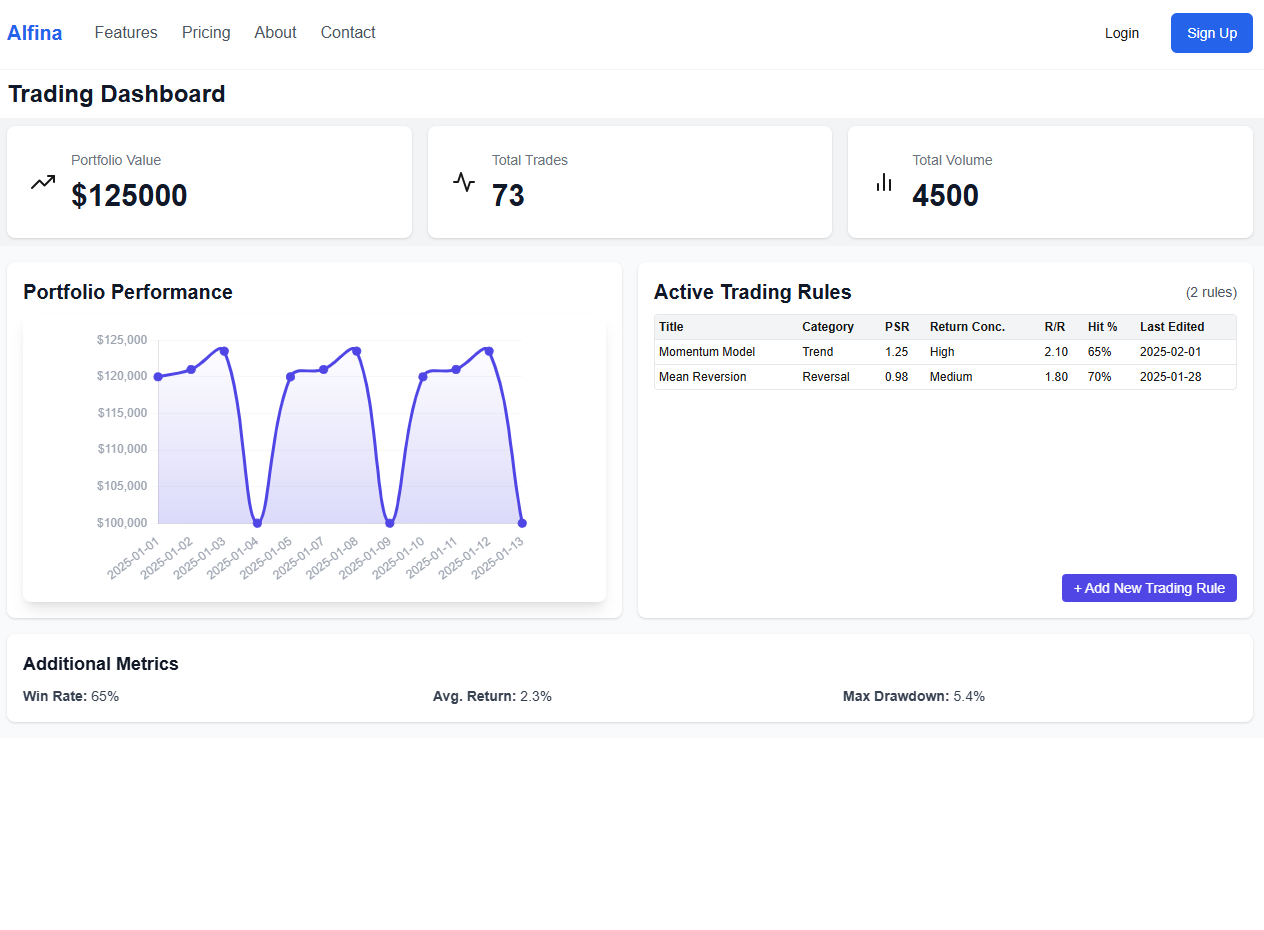 Alfina Features Pricing About Contact Login Sign Up
Trading Dashboard
Portfolio Value
$125000
Total Trades
73
Total Volume
4500
Portfolio Performance
$125,000
$120,000
$115,000
$110,000
$105,000
$100,000
2025-01-01 2025-01-02 2025-01-03 2025-01-04 2025-01-05 2025-01-07 2025-01-08 2025-01-09 2025-01-10 2025-01-11 2025-01-12 2025-01-13
Active Trading Rules (2 rules)
Title Category PSR Return Conc. R/R Hit % Last Edited
Momentum Model Trend 1.25 High 2.10 65% 2025-02-01
Mean Reversion Reversal 0.98 Medium 1.80 70% 2025-01-28
+ Add New Trading Rule
Additional Metrics
Win Rate: 65% Avg. Return: 2.3% Max Drawdown: 5.4%